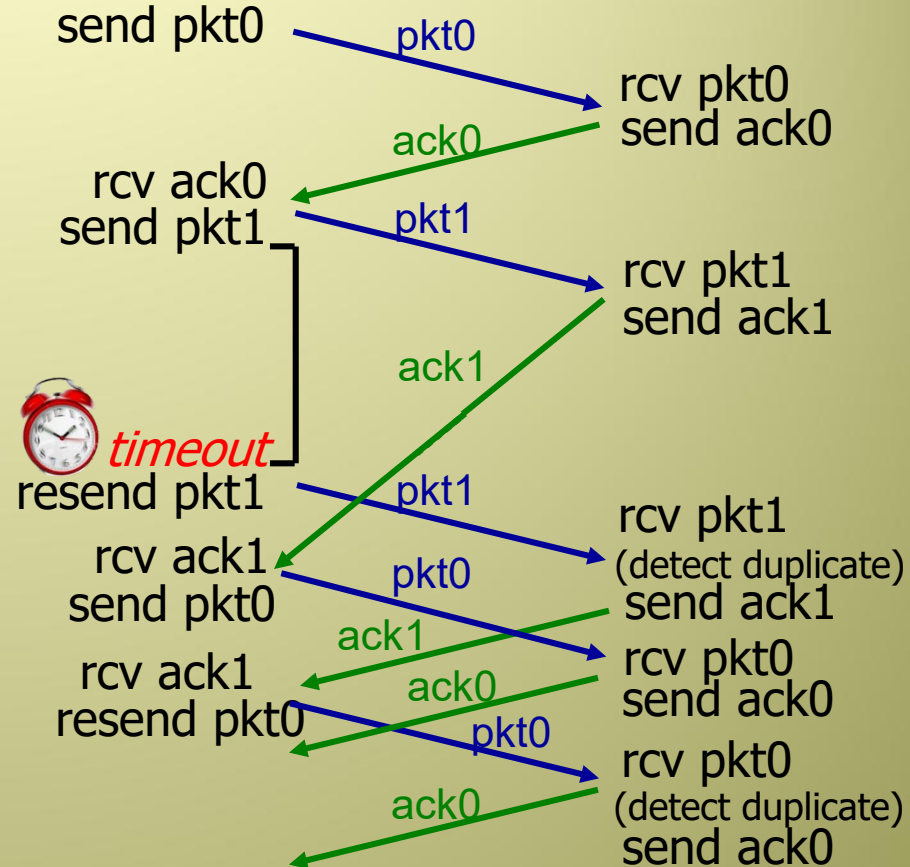 send pkt0
pkt0
rcv pkt0
send ack0
ack0
rcv ack0
send pkt1
pkt1
rcv pkt1
send ack1
ack1
timeout
resend pkt1
pkt1
rcv pkt1
(detect duplicate)
send ack1
rcv ack1
send pkt0
pkt0
ack1
rcv pkt0
send ack0
rcv ack1
resend pkt0
ack0
pkt0
rcv pkt0
(detect duplicate)
send ack0
ack0